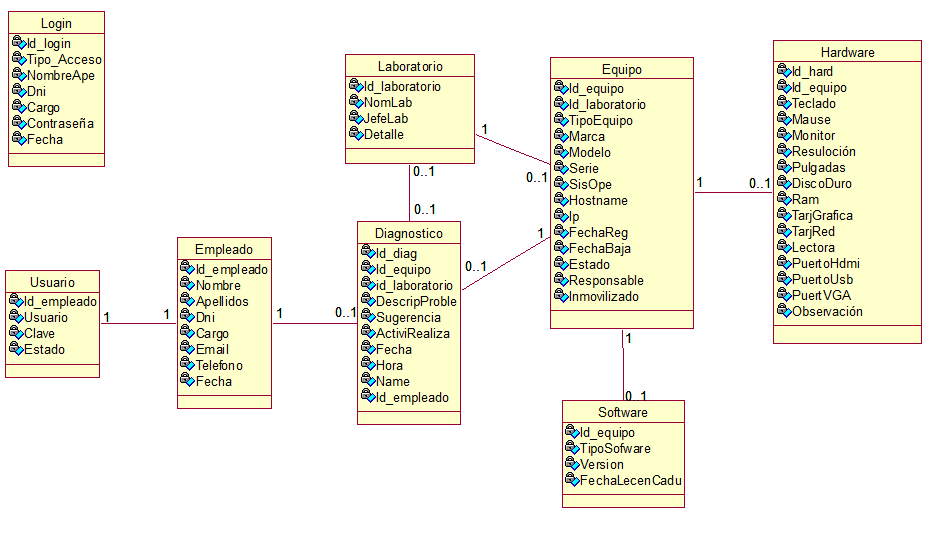 Login
Id_login
Tipo_Acceso
NombreApe
Dni
Cargo
Contraseña
Fecha
Laboratorio
Id_laboratorio
NomLab
JefeLab
Detalle
1
0..1
0..1
0..1
Equipo
Id_equipo
Id_laboratorio
TipoEquipo
Marca
Modelo
Serie
SisOpe
Hostname
Ip
FechaReg
FechaBaja
Estado
Responsable
Inmovilizado
1
0..1
Hardware
Id_hard
Id_equipo
Teclado
Mause
Monitor
Resuloción
Pulgadas
DiscoDuro
Ram
TarjGrafica
TarjRed
Lectora
PuertoHdmi
PuertoUsb
PuertVGA
Observación
Usuario
Id_empleado
Usuario
Clave
Estado
1
1
Empleado
Id_empleado
Nombre
Apellidos
Dni
Cargo
Email
Telefono
Fecha
1
0..1
Diagnostico
Id_diag
Id_equipo
id_laboratorio
DescripProble
Sugerencia
ActiviRealiza
Fecha
Hora
Name
Id_empleado
0..1
1
1
0..1
Software
Id_equipo
TipoSofware
Version
FechaLecenCadu